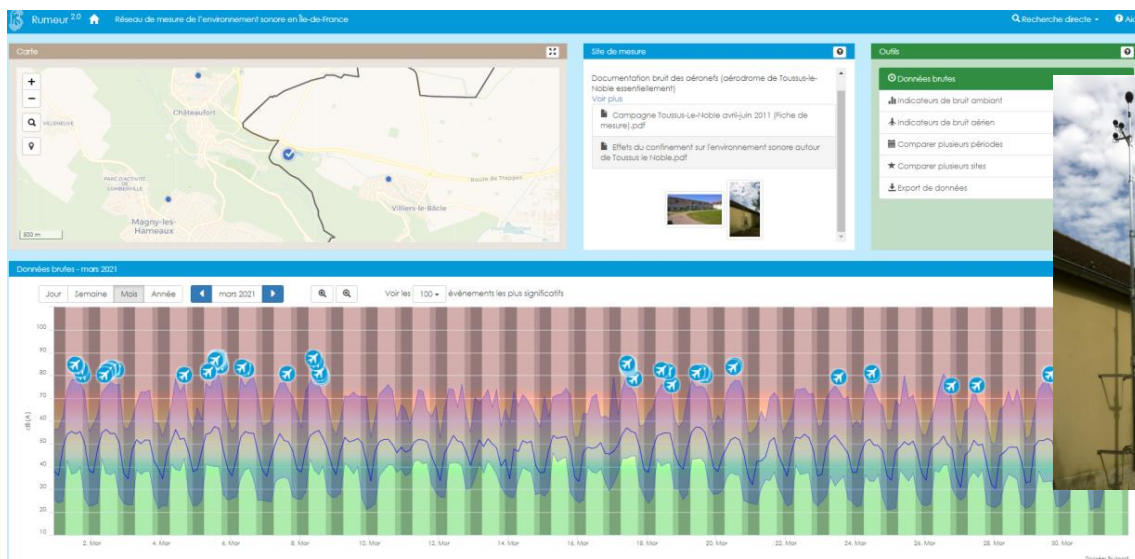 Rumeur 2.0 Réseau de mesure de l'environnement sonore en Île-de-France Recherche directe
Carte
+
−
VILLENEUVE
Châteaufort
PARC D'ACTIVITÉ
DE
GOMBERVILLE
Route de Trappes
Villiers-le-Bâcle
Magny-les-
Hameaux
Site de mesure
Documentation bruit des aéronefs (aérodrome de Toussus-le-
Noble essentiellement)
Voir plus
Campagne Toussus-Le-Noble avril-juin 2011 (Fiche de
mesure).pdf
Effets du confinement sur l'environnement sonore autour
de Toussus le Noble.pdf
Outils
Données brutes
Indicateurs de bruit ambiant
Indicateurs de bruit aérien
Comparer plusieurs périodes
Comparer plusieurs sites
Export de données
Données brutes - mars 2021
Jour Semaine Mois Année mars 2021 Voir les 100 événements les plus significatifs
100
90
80
70
60
dB(A)
50
40
30
20
10
2. Mar 4. Mar 6. Mar 8. Mar 10. Mar 12. Mar 14. Mar 16. Mar 18. Mar 20. Mar 22. Mar 24. Mar 26. Mar 28. Mar 30. Mar